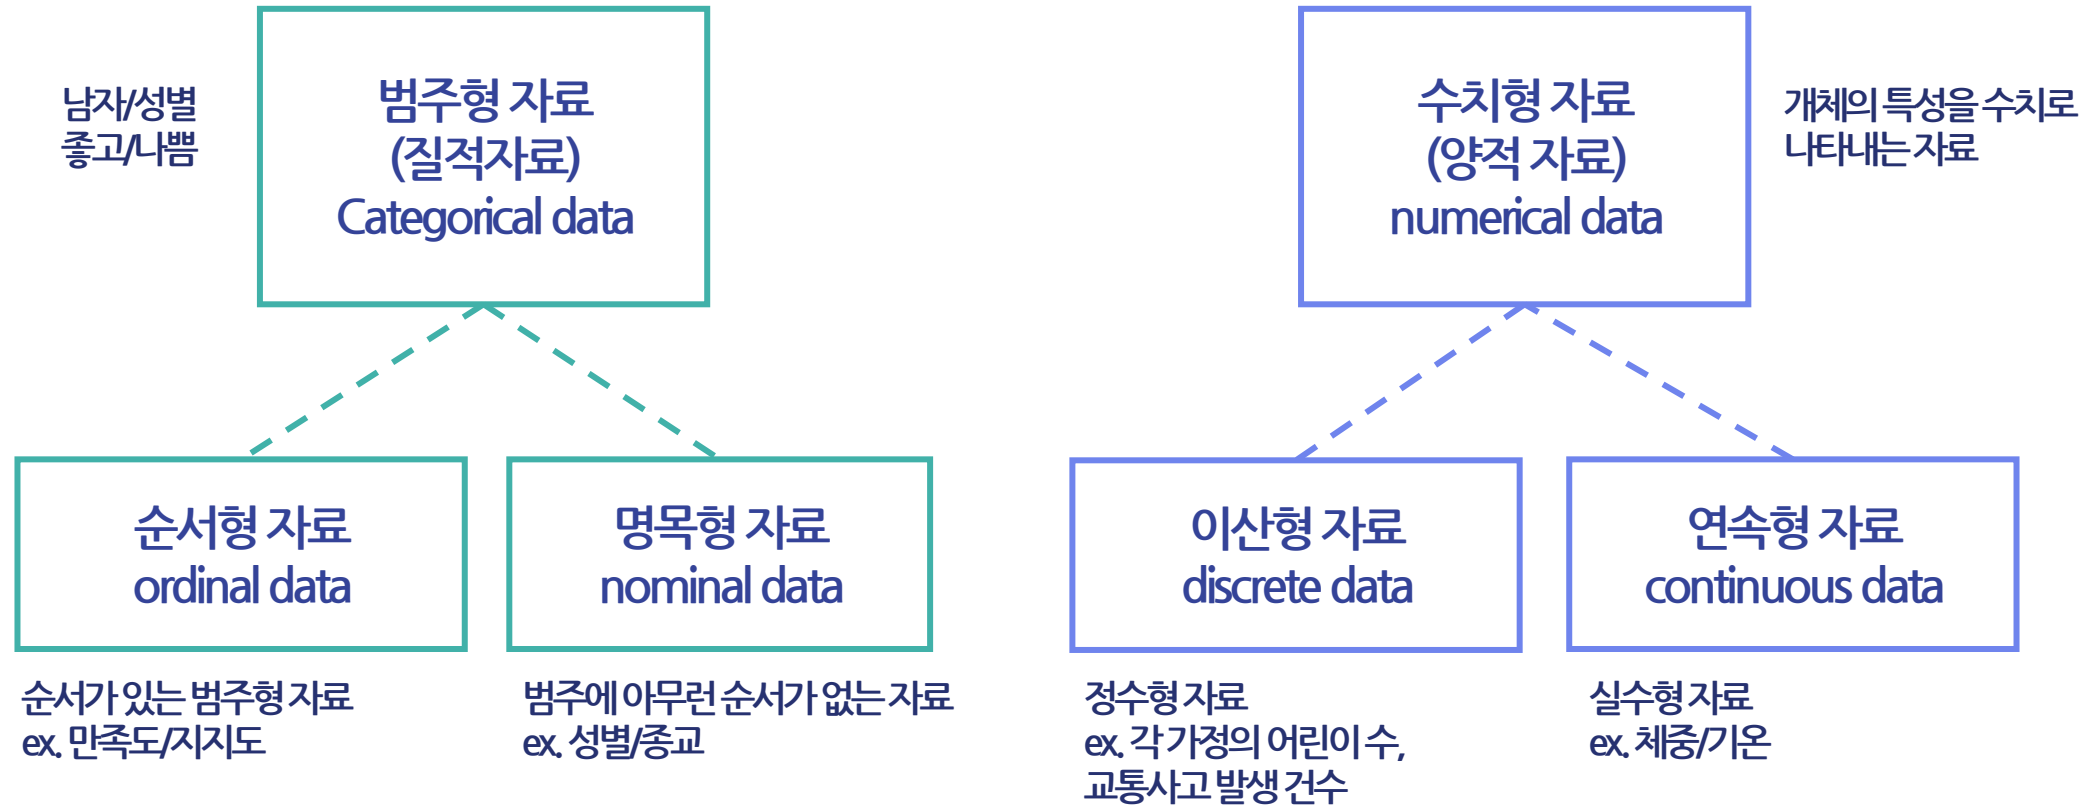 남자/성별
좋고/나쁨
범주형 자료
(질적자료)
Categorical data
수치형 자료
(양적 자료)
numerical data
개체의 특성을 수치로
나타내는 자료
순서형 자료
ordinal data
명목형 자료
nominal data
이산형 자료
discrete data
연속형 자료
continuous data
순서가 있는 범주형 자료
ex. 만족도/지지도
범주에 아무런 순서가 없는 자료
ex. 성별/종교
정수형 자료
ex. 각 가정의 어린이 수,
교통사고 발생 건수
실수형 자료
ex. 체중/기온